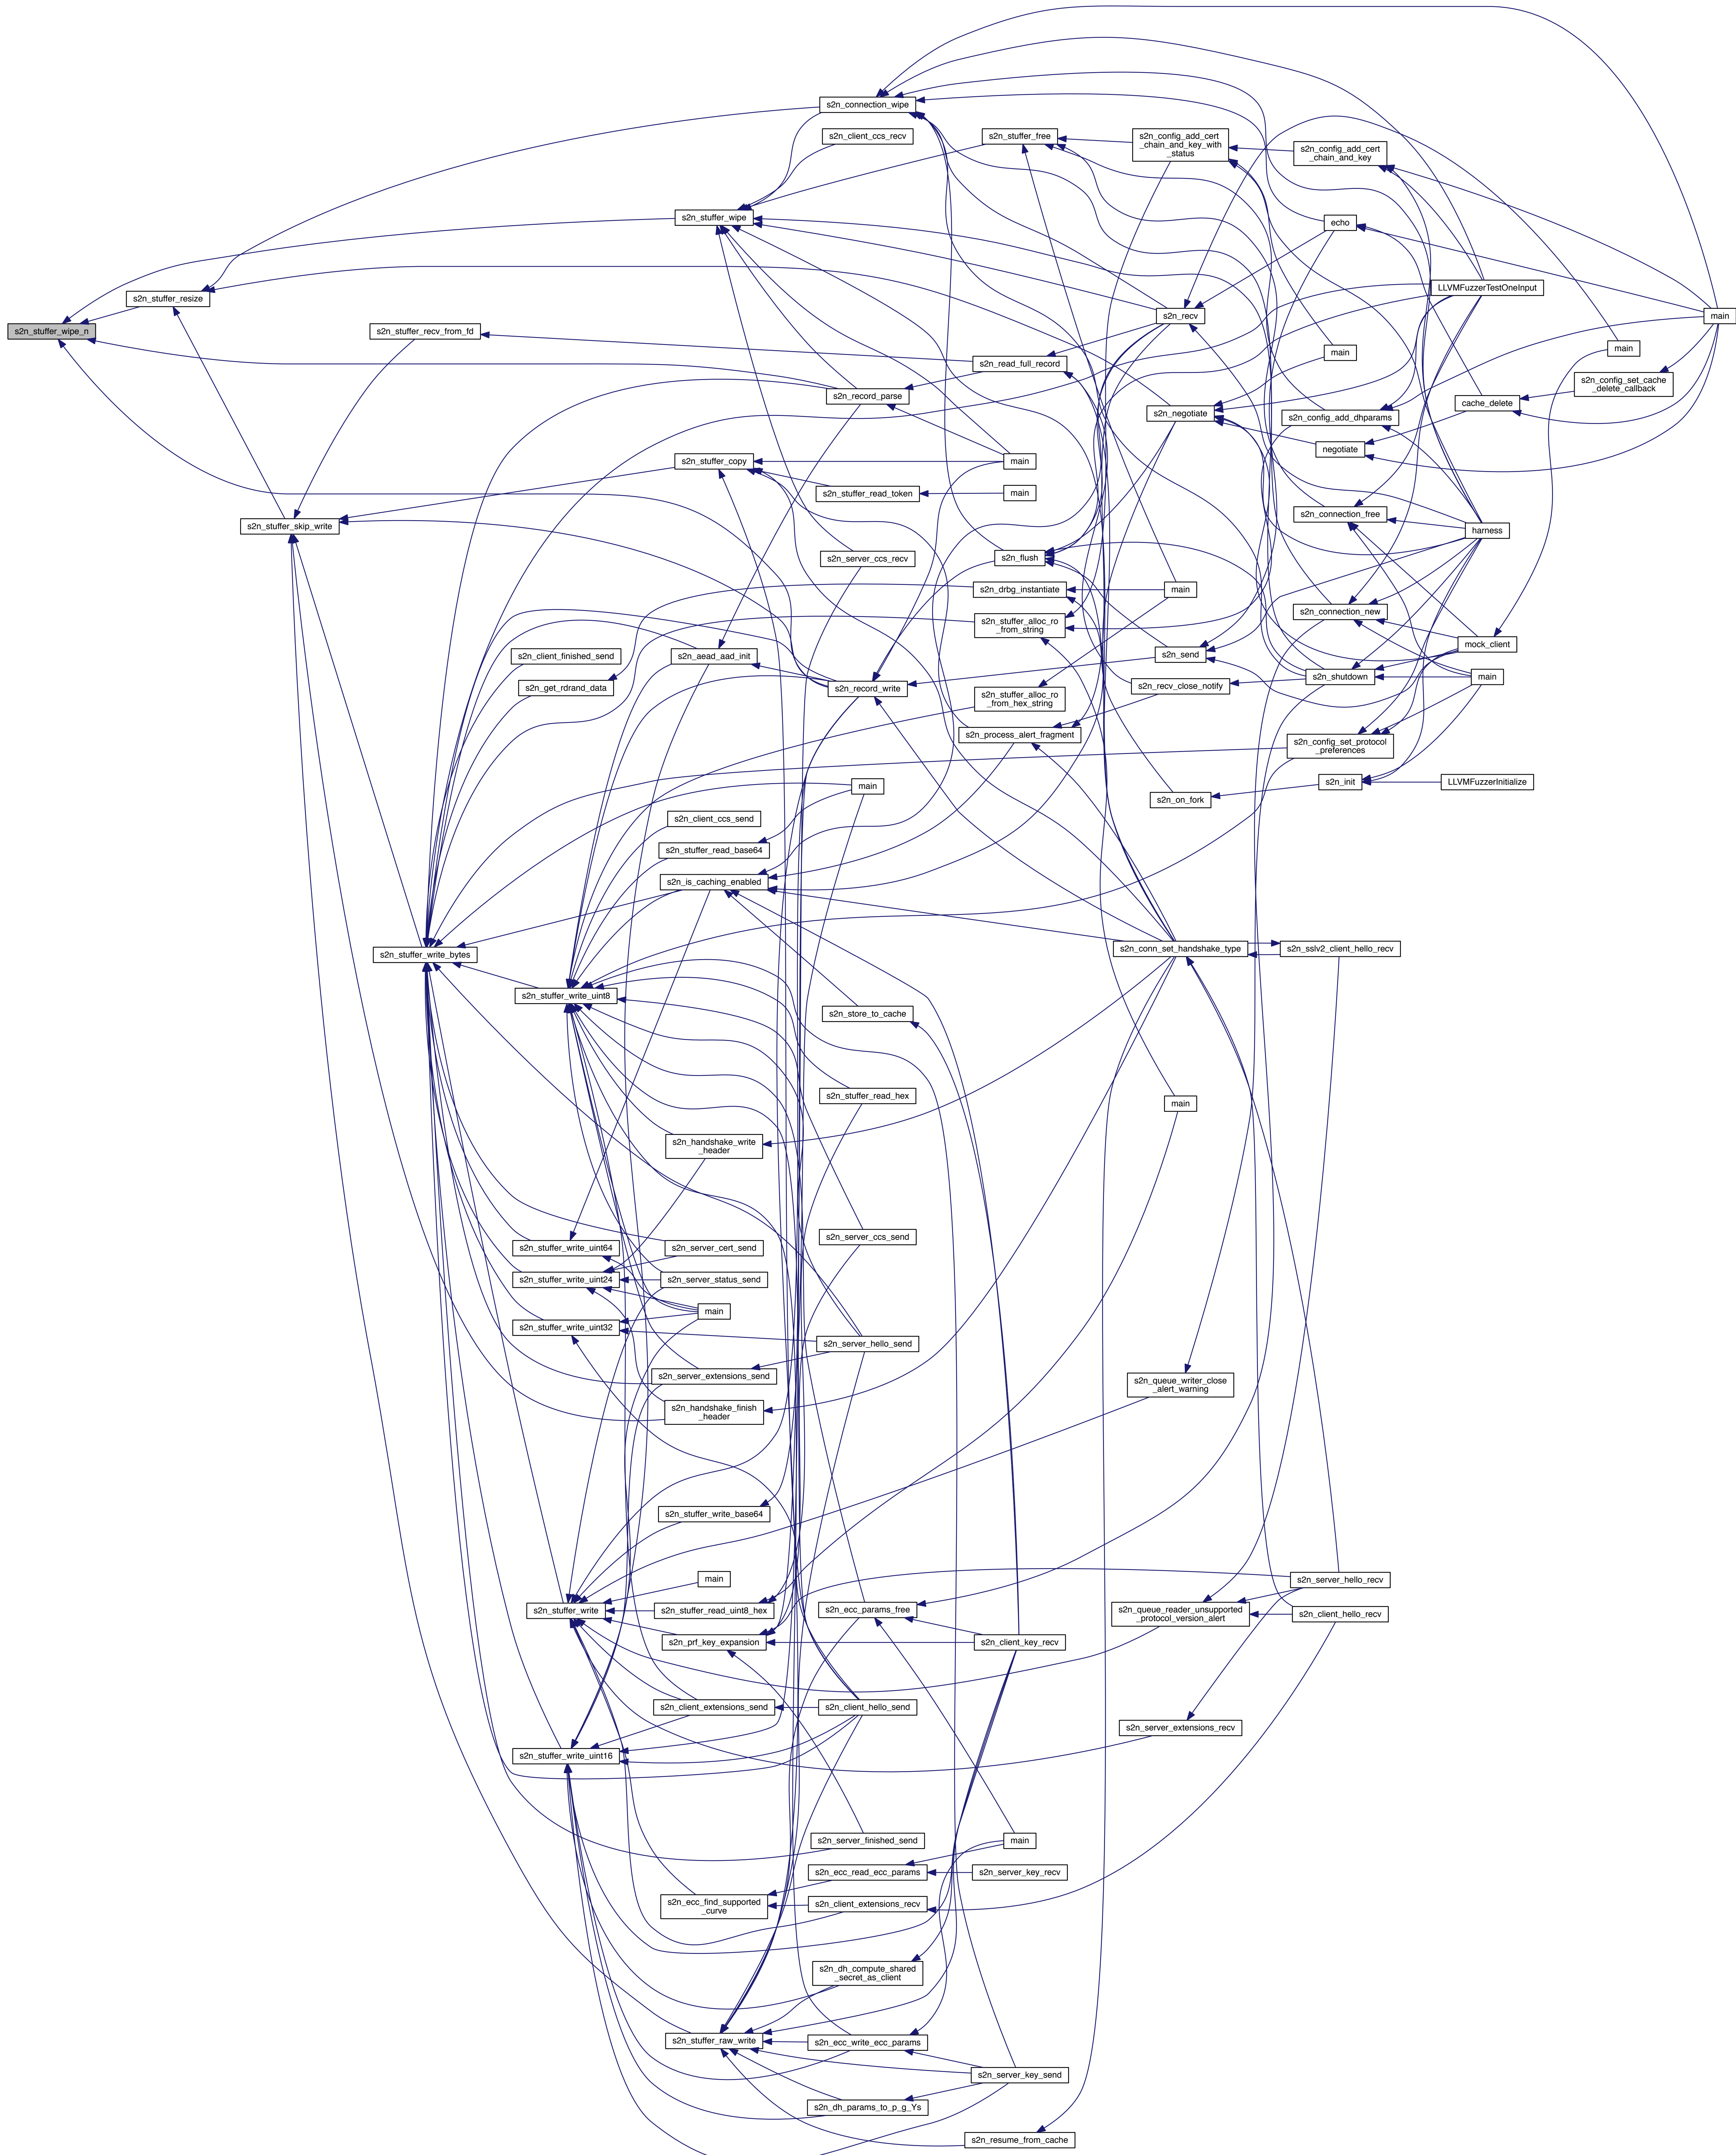 s2n_connection_wipe
s2n_client_ccs_recv
s2n_stuffer_free
s2n_config_add_cert
_chain_and_key_with
_status
s2n_config_add_cert
_chain_and_key
s2n_stuffer_wipe
echo
s2n_stuffer_resize
LLVMFuzzerTestOneInput
s2n_recv
main
s2n_stuffer_wipe_n
s2n_stuffer_recv_from_fd
main
main
s2n_read_full_record
s2n_config_set_cache
_delete_callback
s2n_record_parse
cache_delete
s2n_negotiate
s2n_config_add_dhparams
negotiate
s2n_stuffer_copy
main
s2n_stuffer_read_token
main
s2n_connection_free
s2n_stuffer_skip_write
harness
s2n_server_ccs_recv
s2n_flush
s2n_drbg_instantiate
main
s2n_connection_new
s2n_stuffer_alloc_ro
_from_string
mock_client
s2n_client_finished_send
s2n_aead_aad_init
s2n_send
s2n_shutdown
main
s2n_get_rdrand_data
s2n_record_write
s2n_recv_close_notify
s2n_stuffer_alloc_ro
_from_hex_string
s2n_process_alert_fragment
s2n_config_set_protocol
_preferences
s2n_init
LLVMFuzzerInitialize
main
s2n_on_fork
s2n_client_ccs_send
s2n_stuffer_read_base64
s2n_is_caching_enabled
s2n_stuffer_write_bytes
s2n_conn_set_handshake_type
s2n_sslv2_client_hello_recv
s2n_stuffer_write_uint8
s2n_store_to_cache
s2n_stuffer_read_hex
main
s2n_handshake_write
_header
s2n_server_ccs_send
s2n_stuffer_write_uint64
s2n_server_cert_send
s2n_stuffer_write_uint24
s2n_server_status_send
main
s2n_stuffer_write_uint32
s2n_server_hello_send
s2n_server_extensions_send
s2n_queue_writer_close
_alert_warning
s2n_handshake_finish
_header
s2n_stuffer_write_base64
main
s2n_server_hello_recv
s2n_stuffer_write
s2n_stuffer_read_uint8_hex
s2n_ecc_params_free
s2n_queue_reader_unsupported
_protocol_version_alert
s2n_client_hello_recv
s2n_prf_key_expansion
s2n_client_key_recv
s2n_client_extensions_send
s2n_client_hello_send
s2n_server_extensions_recv
s2n_stuffer_write_uint16
s2n_server_finished_send
main
s2n_ecc_read_ecc_params
s2n_server_key_recv
s2n_ecc_find_supported
_curve
s2n_client_extensions_recv
s2n_dh_compute_shared
_secret_as_client
s2n_stuffer_raw_write
s2n_ecc_write_ecc_params
s2n_server_key_send
s2n_dh_params_to_p_g_Ys
s2n_resume_from_cache